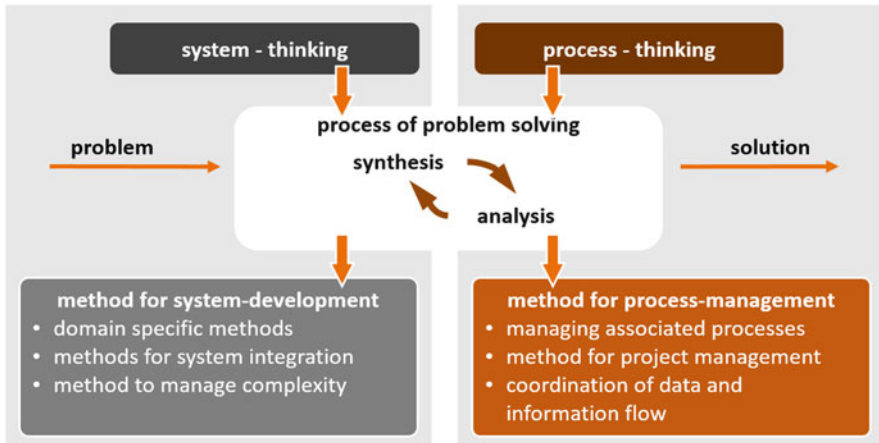 system - thinking
process - thinking
process of problem solving
problem
synthesis
analysis
solution
method for system-development
• domain specific methods
• methods for system integration
• method to manage complexity
method for process-management
• managing associated processes
• method for project management
• coordination of data and
information flow